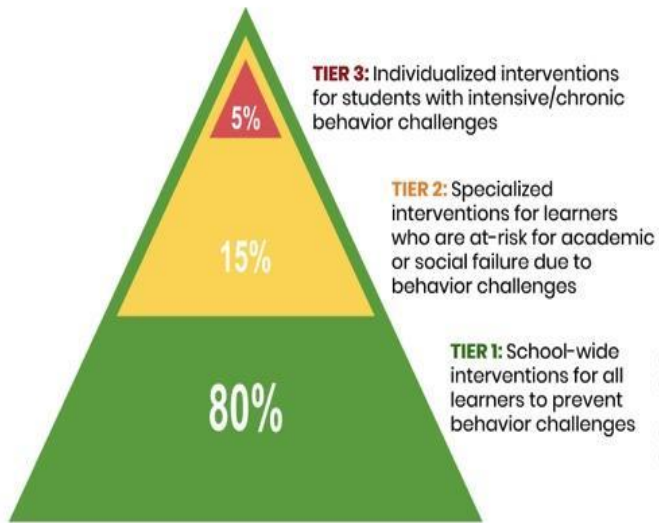 TIER 3: Individualized interventions
for students with intensive/chronic
behavior challenges
5%
TIER 2: Specialized
interventions for learners
who are at-risk for academic
or social failure due to
behavior challenges
15%
TIER 1: School-wide
interventions for all
learners to prevent
behavior challenges
80%